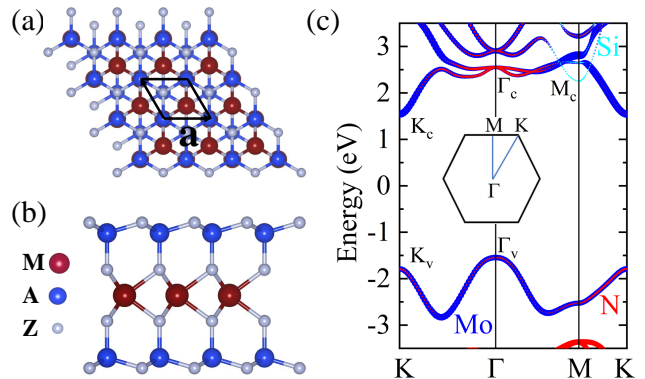 (a)
a
(b)
M
A
Z
(c)
Energy (eV)
3
2
1
0
-1
-2
-3
Si
Γc
Mc
Kc
M
K
Γ
Kv
Γv
Mo
N
K
Γ
M
K